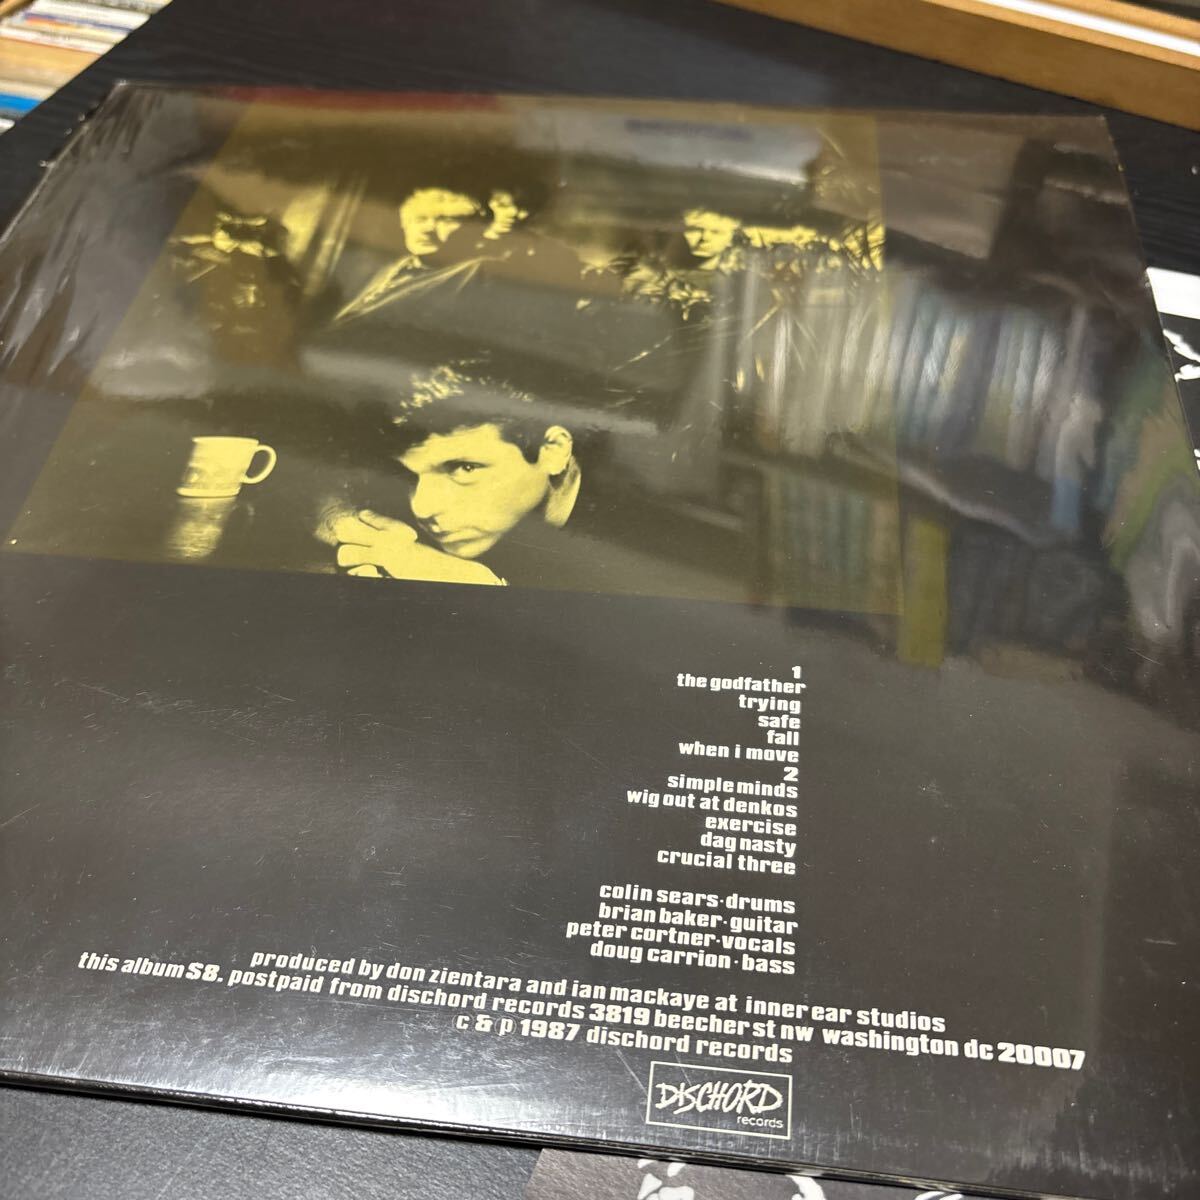 1
the godfather
trying
safe
fall
when i move
2
simple minds
wig out at denkos
exercise
dag nasty
crucial three
colin sears·drums
brian baker·guitar
peter cortner·vocals
doug carrion·bass
produced by don zientara and ian mackaye at inner ear studios
this album $8. postpaid from dischord records 3819 beecher st nw washington dc 20007
c & p 1987 dischord records
DISCHORD
records